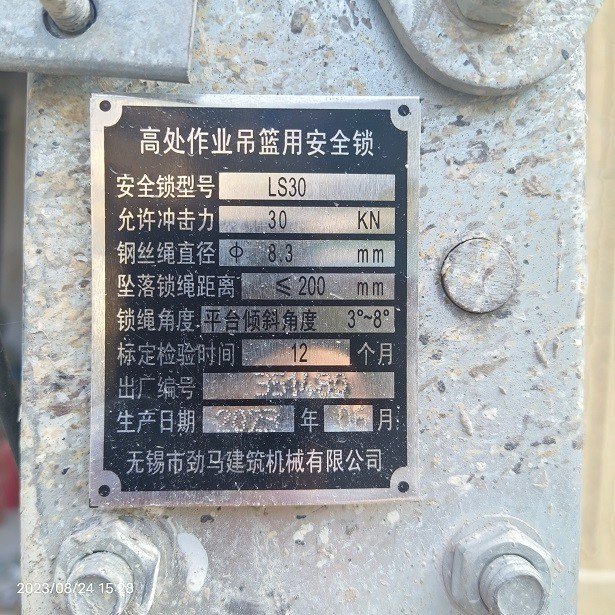 高处作业吊篮用安全锁
安全锁型号 LS30
允许冲击力 30 KN
钢丝绳直径 ф 8.3 mm
坠落锁绳距离 ≤200 mm
锁绳角度 平台倾斜角度 3°~8°
标定检验时间 12 个月
出厂编号
生产日期 2023 年 06 月
无锡市劲马建筑机械有限公司
2023/08/24 15:23